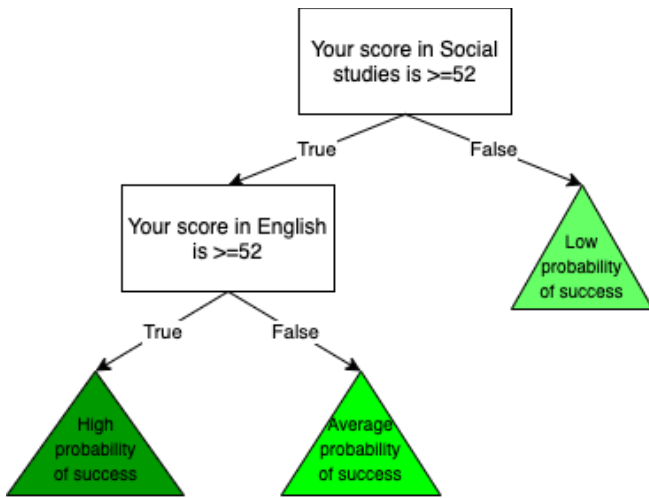 Your score in Social
studies is >=52
True
False
Your score in English
is >=52
Low
probability
of success
True
False
High
probability
of success
Average
probability
of success